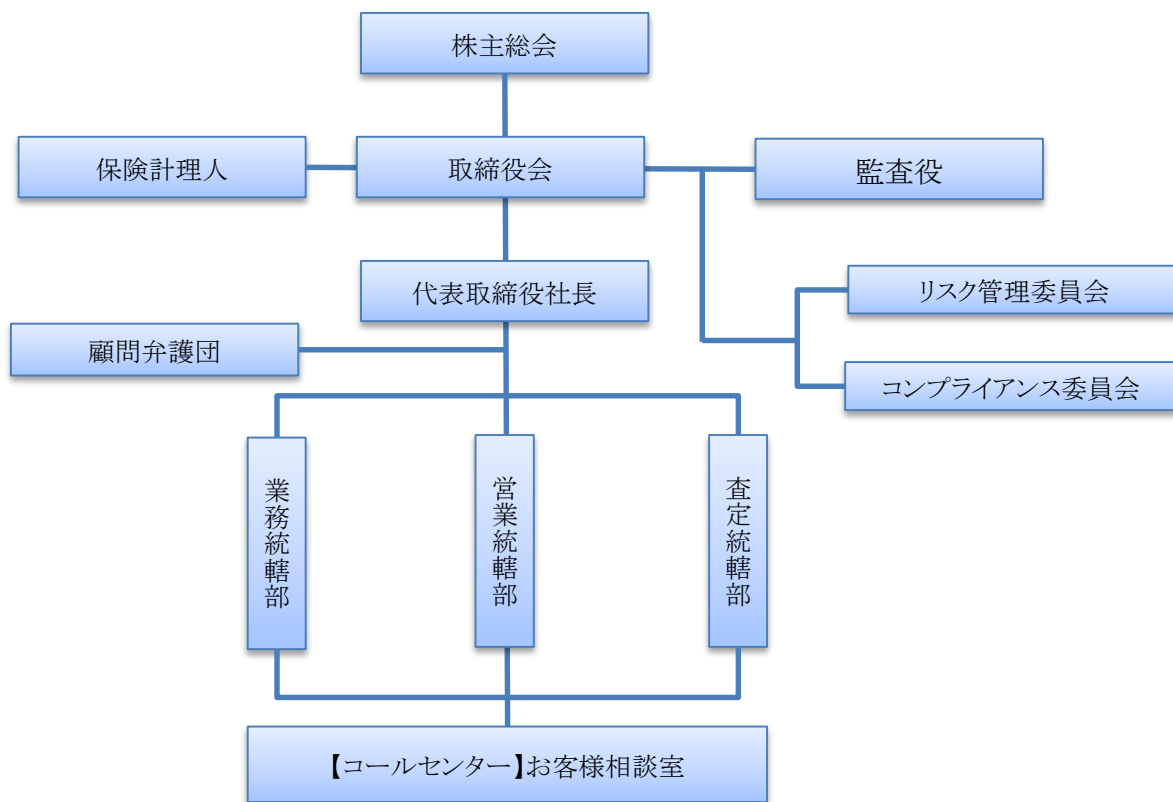 株主総会
保険計理人
取締役会
監査役
代表取締役社長
リスク管理委員会
顧問弁護団
コンプライアンス委員会
業務統轄部
営業統轄部
査定統轄部
【コールセンター】お客様相談室